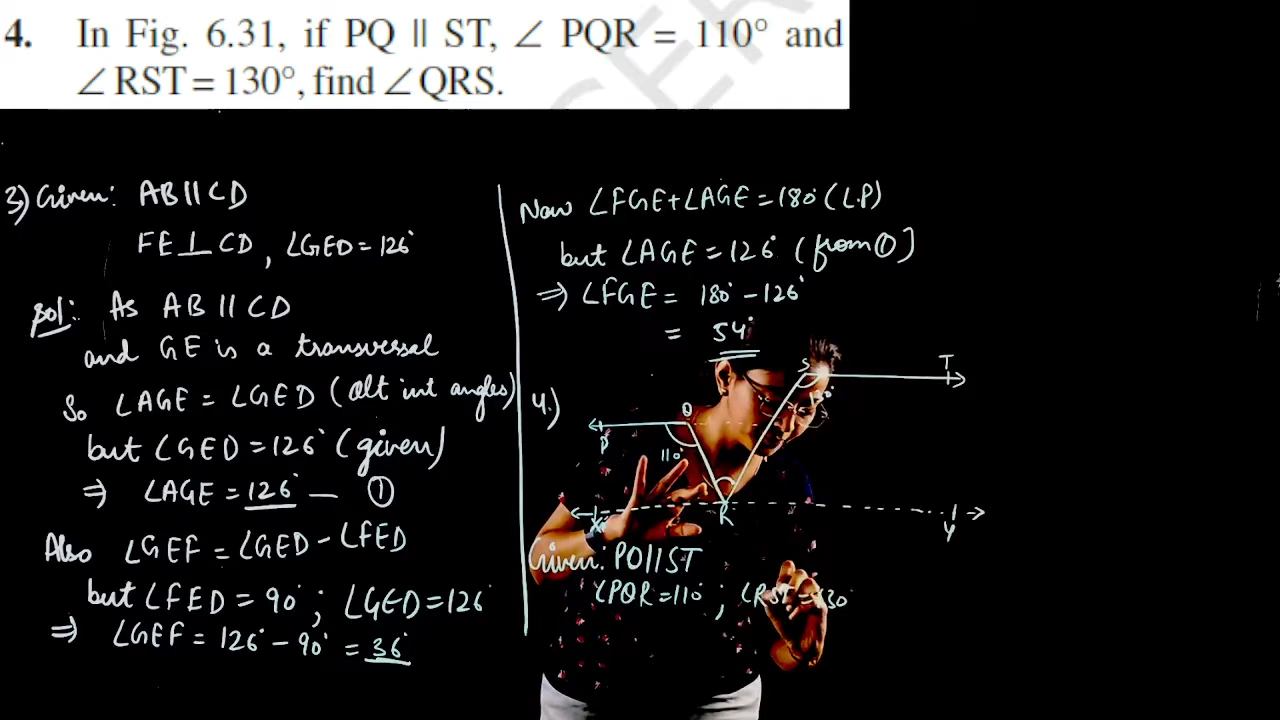 4. In Fig. 6.31, if PQ || ST, ∠ PQR = 110° and
∠ RST = 130°, find ∠ QRS.
3) Given: AB || CD
FE ⊥ CD, ∠GED = 126°
Sol: As AB || CD
and GE is a transversal
So ∠AGE = ∠GED (alt int angles)
but ∠GED = 126° (given)
⇒ ∠AGE = 126° — ①
Also ∠GEF = ∠GED - ∠FED
but ∠FED = 90° ; ∠GED = 126°
⇒ ∠GEF = 126° - 90° = 36°
Now ∠FGE + ∠AGE = 180° (L.P)
but ∠AGE = 126° (from ①)
⇒ ∠FGE = 180° - 126°
= 54°
4.)
S
T
Q
P
110°
R
X
Y
Given: PQ || ST
∠PQR = 110° ; ∠RST = 130°